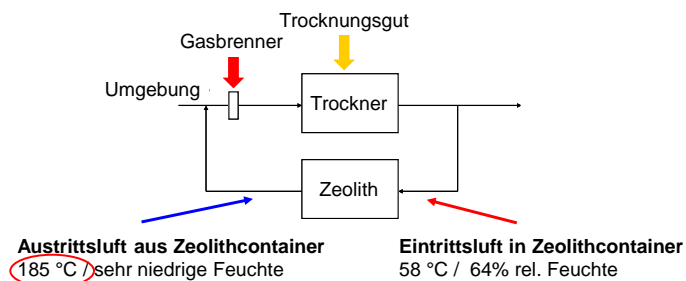 Trocknungsgut
Gasbrenner
Umgebung
Trockner
Zeolith
Austrittsluft aus Zeolithcontainer
185 °C / sehr niedrige Feuchte
Eintrittsluft in Zeolithcontainer
58 °C / 64% rel. Feuchte